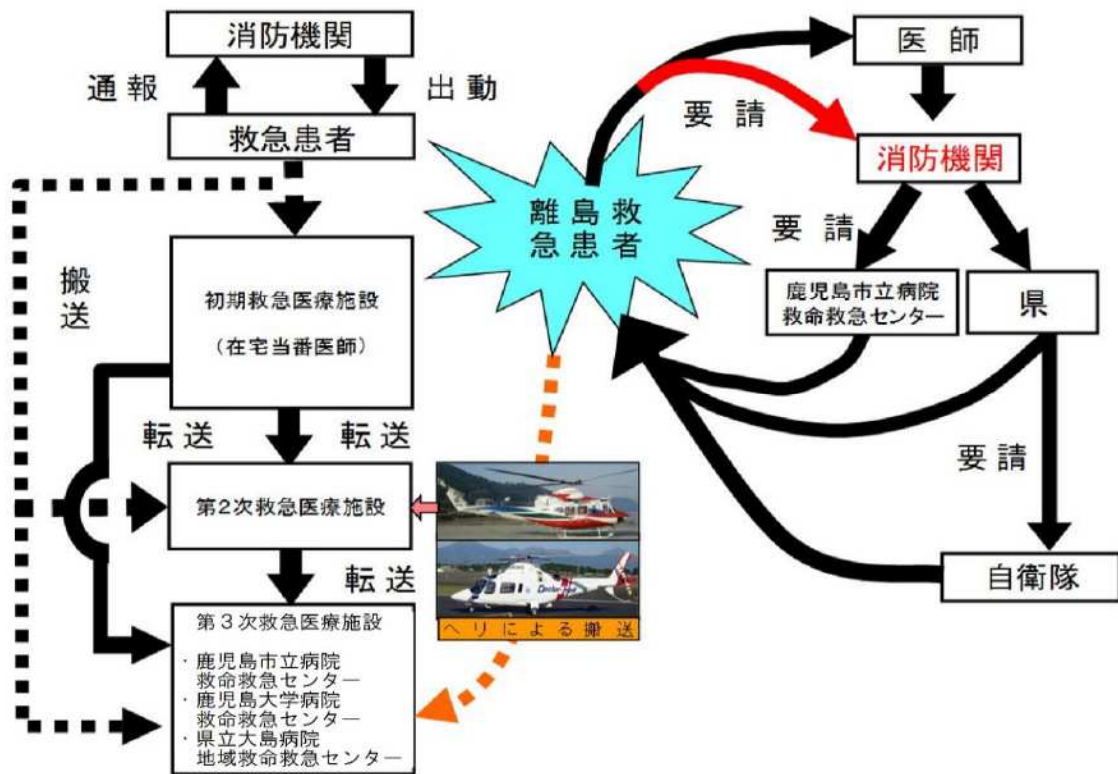 消防機関
通報
出動
救急患者
搬送
初期救急医療施設
(在宅当番医師)
転送
転送
第2次救急医療施設
転送
第3次救急医療施設
・鹿児島市立病院
救命救急センター
・鹿児島大学病院
救命救急センター
・県立大島病院
地域救命救急センター
離島救
急患者
ヘリによる搬送
医師
要請
消防機関
要請
鹿児島市立病院
救命救急センター
県
要請
自衛隊